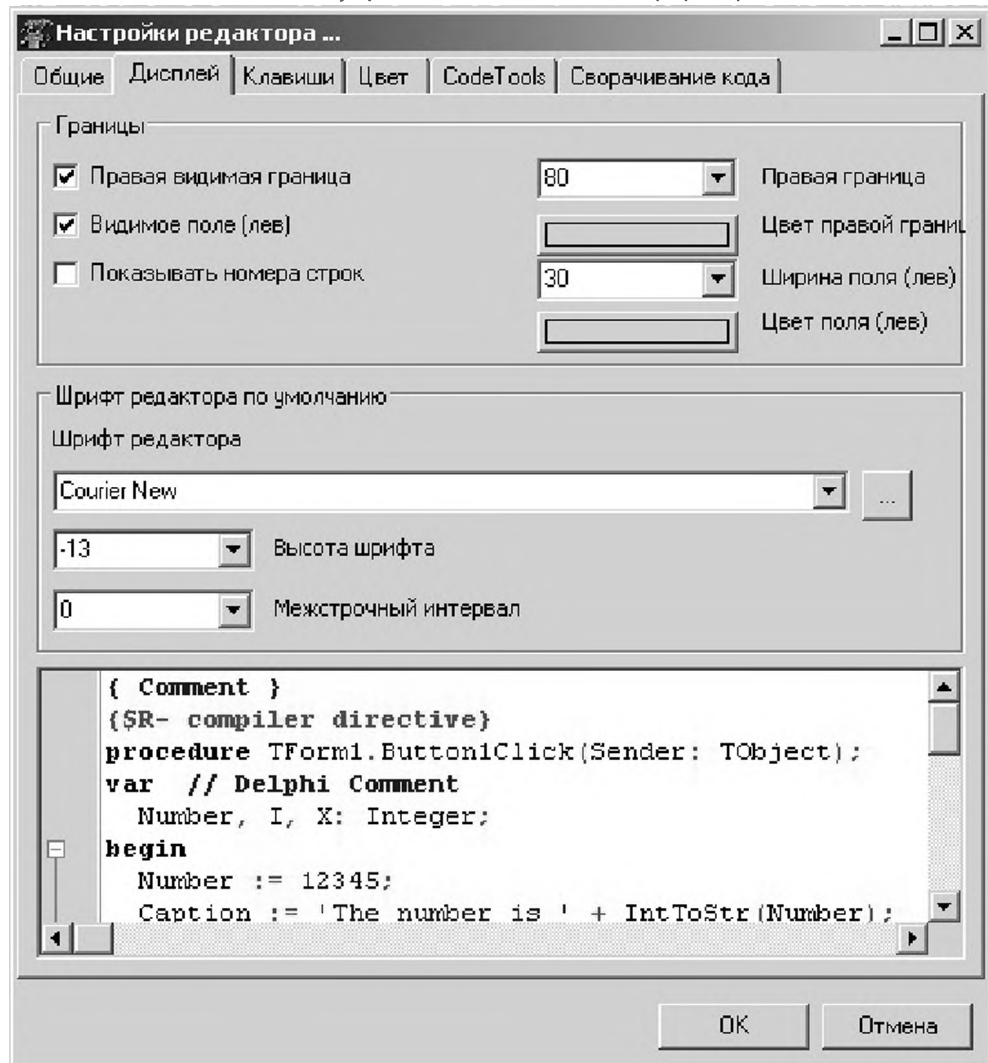 Настройки редактора ...
Общие Дисплей Клавиши Цвет CodeTools Сворачивание кода
Границы
Правая видимая граница 80 Правая граница
Видимое поле (лев) Цвет правой границ
Показывать номера строк 30 Ширина поля (лев)
Цвет поля (лев)
Шрифт редактора по умолчанию
Шрифт редактора
Courier New ...
-13 Высота шрифта
0 Межстрочный интервал
{ Comment }
{$R- compiler directive}
procedure TForm1.Button1Click(Sender: TObject);
var // Delphi Comment
Number, I, X: Integer;
begin
Number := 12345;
Caption := 'The number is ' + IntToStr(Number);
OK Отмена